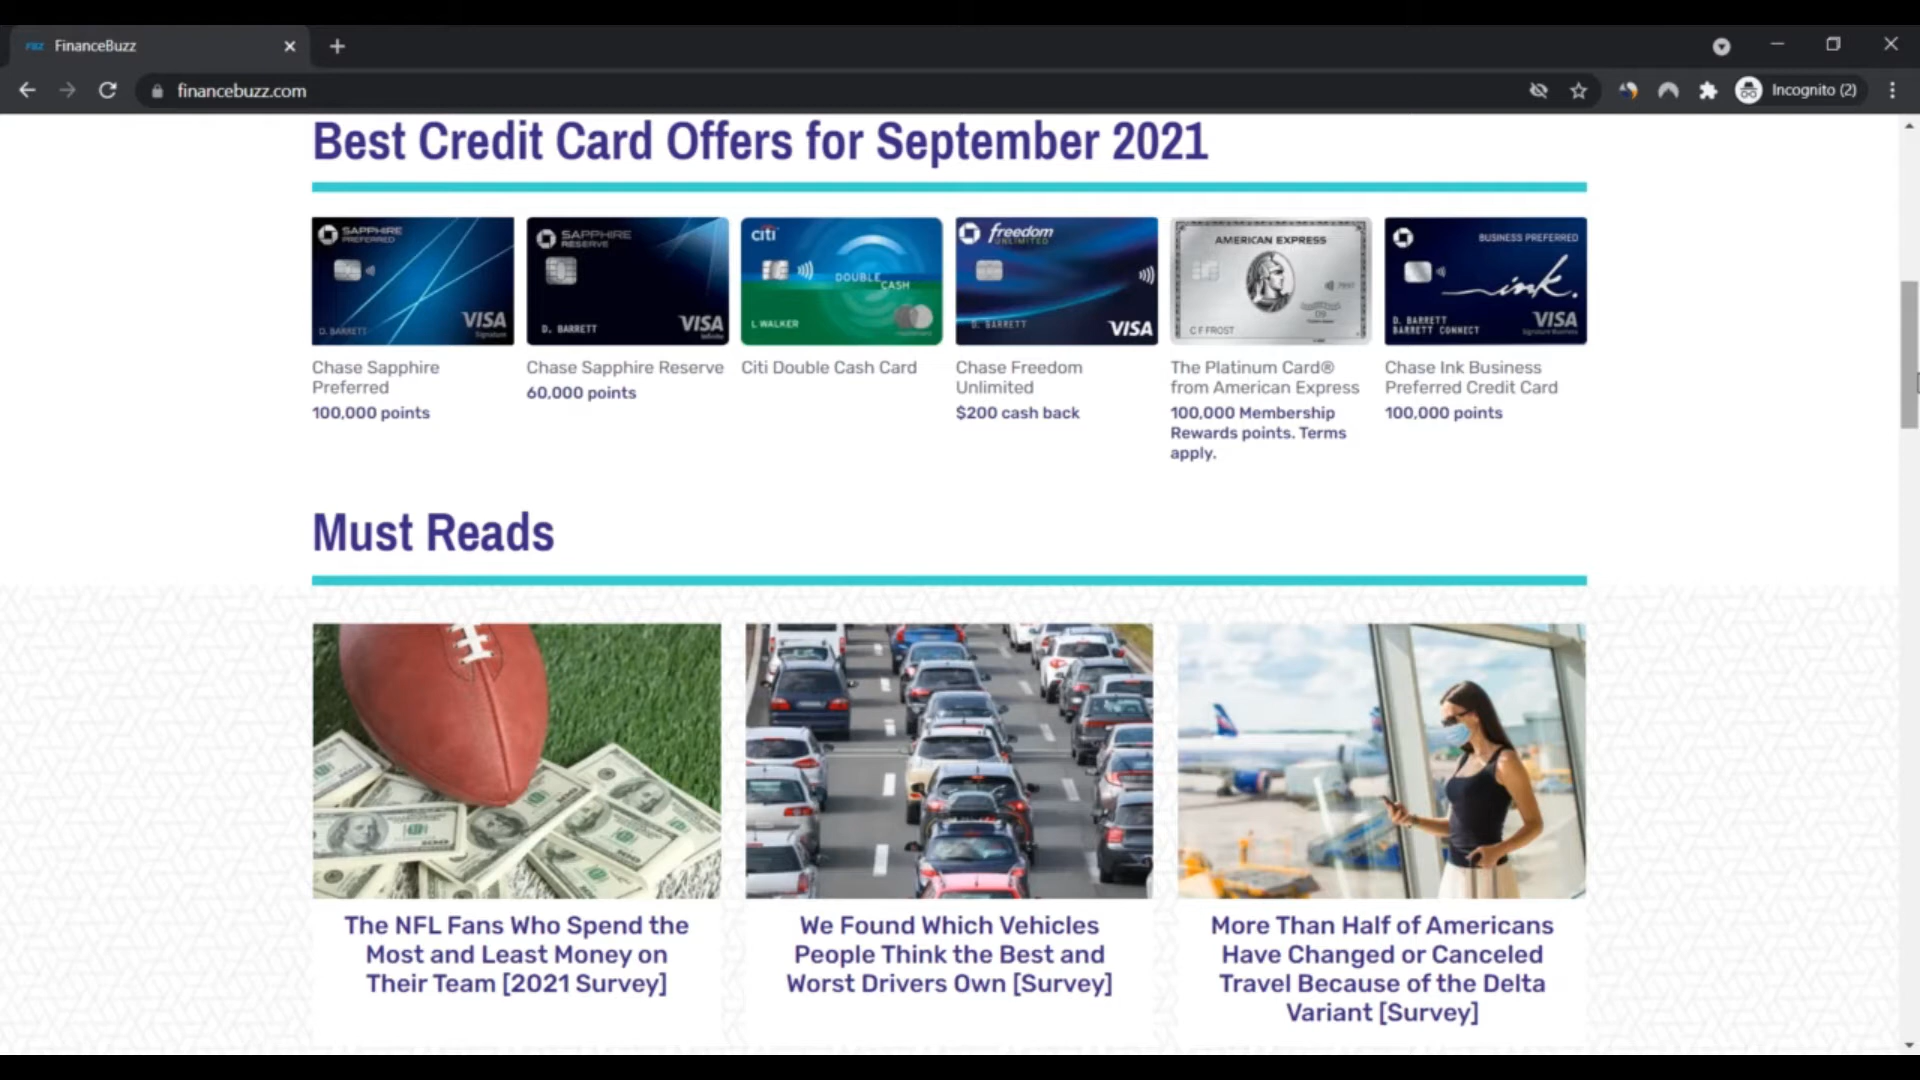 FinanceBuzz
financebuzz.com
Incognito (2)
Best Credit Card Offers for September 2021
SAPPHIRE
PREFERRED
D. BARRETT
VISA
Signature
SAPPHIRE
RESERVE
D. BARRETT
VISA
Infinite
citi
DOUBLE
CASH
L WALKER
freedom
UNLIMITED
D. BARRETT
VISA
AMERICAN EXPRESS
C F FROST
BUSINESS PREFERRED
ink.
D. BARRETT
BARRETT CONNECT
VISA
Signature Business
Chase Sapphire
Preferred
100,000 points
Chase Sapphire Reserve
60,000 points
Citi Double Cash Card
Chase Freedom
Unlimited
$200 cash back
The Platinum Card®
from American Express
100,000 Membership
Rewards points. Terms
apply.
Chase Ink Business
Preferred Credit Card
100,000 points
Must Reads
The NFL Fans Who Spend the
Most and Least Money on
Their Team [2021 Survey]
We Found Which Vehicles
People Think the Best and
Worst Drivers Own [Survey]
More Than Half of Americans
Have Changed or Canceled
Travel Because of the Delta
Variant [Survey]